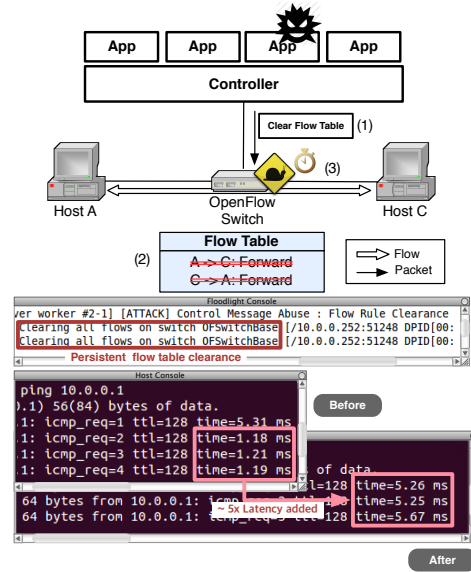 App App App App
Controller
Clear Flow Table (1)
(3)
Host A
OpenFlow
Switch
Host C
(2)
Flow Table
A -> C: Forward
C -> A: Forward
Flow
Packet
Floodlight Console
ver worker #2-1] [ATTACK] Control Message Abuse : Flow Rule Clearance
Clearing all flows on switch OFSwitchBase [/10.0.0.252:51248 DPID[00:
Clearing all flows on switch OFSwitchBase [/10.0.0.252:51248 DPID[00:
Persistent flow table clearance
Host Console
ping 10.0.0.1
.1) 56(84) bytes of data.
.1: icmp_req=1 ttl=128 time=5.31 ms
.1: icmp_req=2 ttl=128 time=1.18 ms
.1: icmp_req=3 ttl=128 time=1.21 ms
.1: icmp_req=4 ttl=128 time=1.19 ms
Before
s of data.
l=128 time=5.26 ms
64 bytes from 10.0.0.1: ttl=128 time=5.25 ms
64 bytes from 10.0.0.1: ttl=128 time=5.67 ms
~ 5x Latency added
After